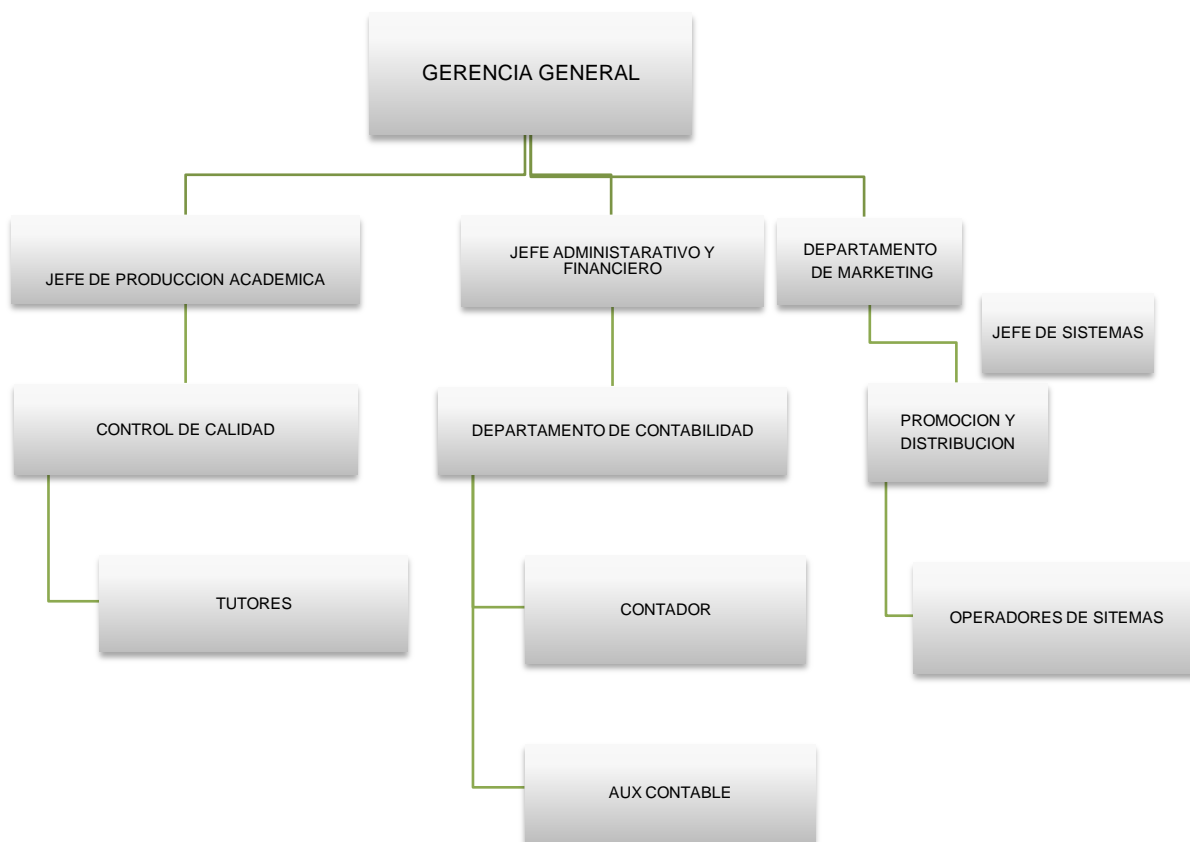 GERENCIA GENERAL
JEFE DE PRODUCCION ACADEMICA
JEFE ADMINISTARATIVO Y
FINANCIERO
DEPARTAMENTO
DE MARKETING
JEFE DE SISTEMAS
CONTROL DE CALIDAD
DEPARTAMENTO DE CONTABILIDAD
PROMOCION Y
DISTRIBUCION
TUTORES
CONTADOR
OPERADORES DE SITEMAS
AUX CONTABLE